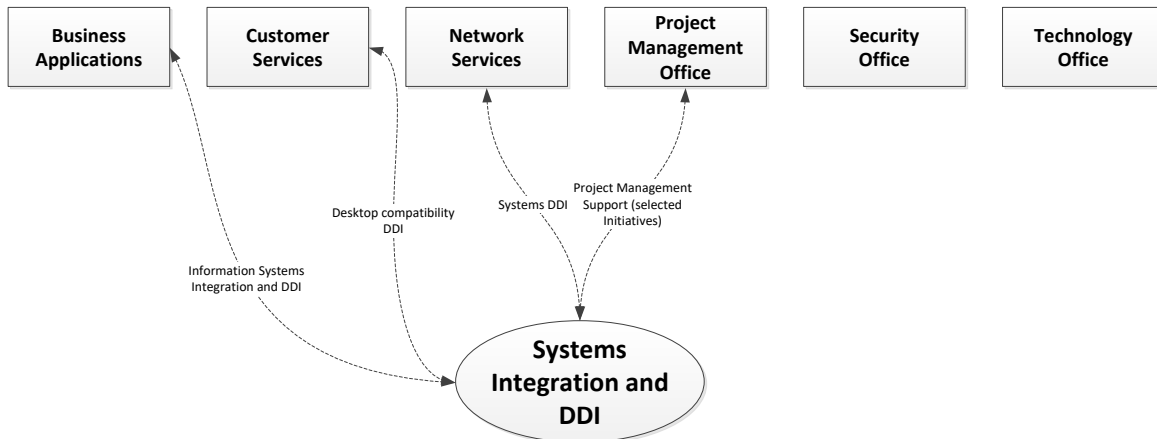 Business
Applications
Customer
Services
Network
Services
Project
Management
Office
Security
Office
Technology
Office
Project Management
Support (selected
Initiatives)
Systems DDI
Desktop compatibility
DDI
Information Systems
Integration and DDI
Systems
Integration and
DDI